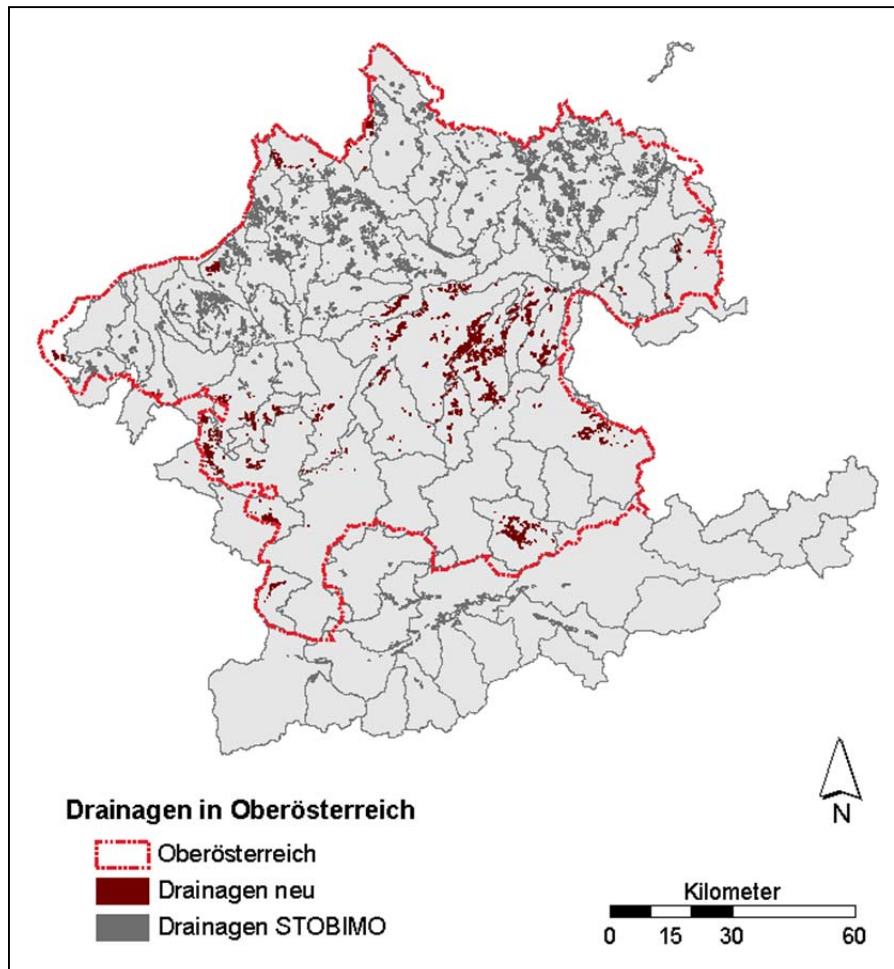 N
Drainagen in Oberösterreich
Oberösterreich
Drainagen neu
Drainagen STOBIMO
Kilometer
0 15 30 60